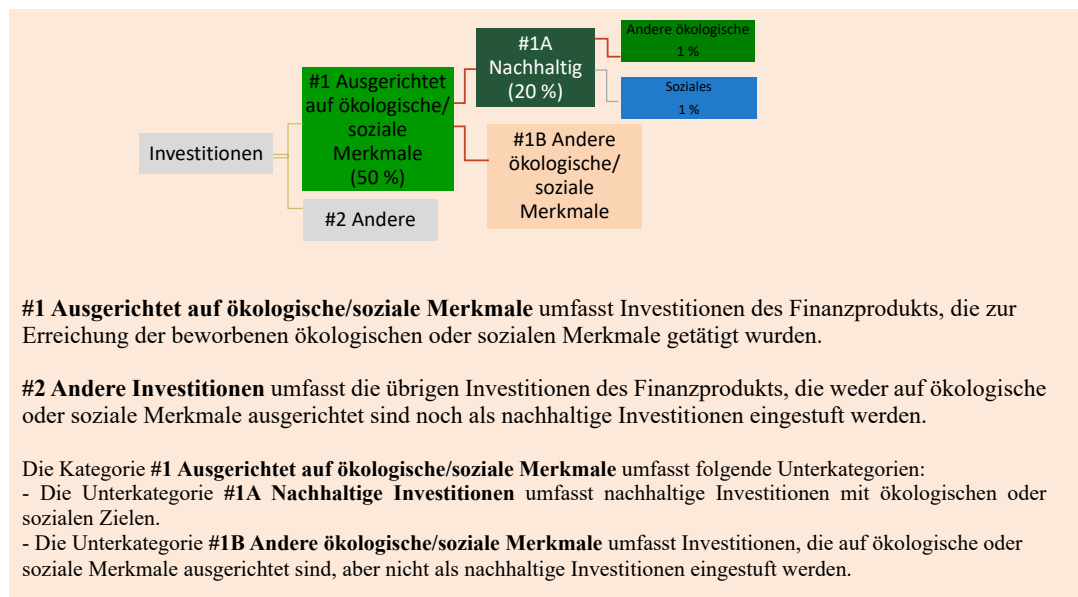 Investitionen
#1 Ausgerichtet
auf ökologische/
soziale
Merkmale
(50 %)
#2 Andere
#1A
Nachhaltig
(20 %)
#1B Andere
ökologische/
soziale
Merkmale
Andere ökologische
1 %
Soziales
1 %
#1 Ausgerichtet auf ökologische/soziale Merkmale umfasst Investitionen des Finanzprodukts, die zur
Erreichung der beworbenen ökologischen oder sozialen Merkmale getätigt wurden.
#2 Andere Investitionen umfasst die übrigen Investitionen des Finanzprodukts, die weder auf ökologische
oder soziale Merkmale ausgerichtet sind noch als nachhaltige Investitionen eingestuft werden.
Die Kategorie #1 Ausgerichtet auf ökologische/soziale Merkmale umfasst folgende Unterkategorien:
- Die Unterkategorie #1A Nachhaltige Investitionen umfasst nachhaltige Investitionen mit ökologischen oder
sozialen Zielen.
- Die Unterkategorie #1B Andere ökologische/soziale Merkmale umfasst Investitionen, die auf ökologische oder
soziale Merkmale ausgerichtet sind, aber nicht als nachhaltige Investitionen eingestuft werden.